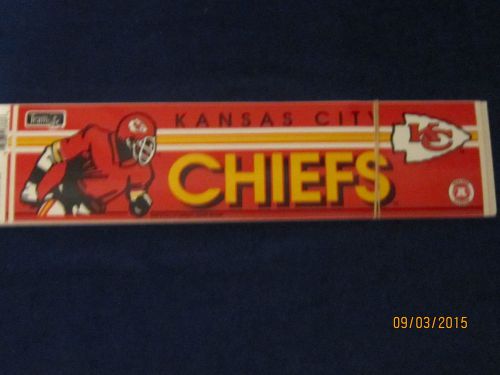 KANSAS CITY
CHIEFS
KC
09/03/2015